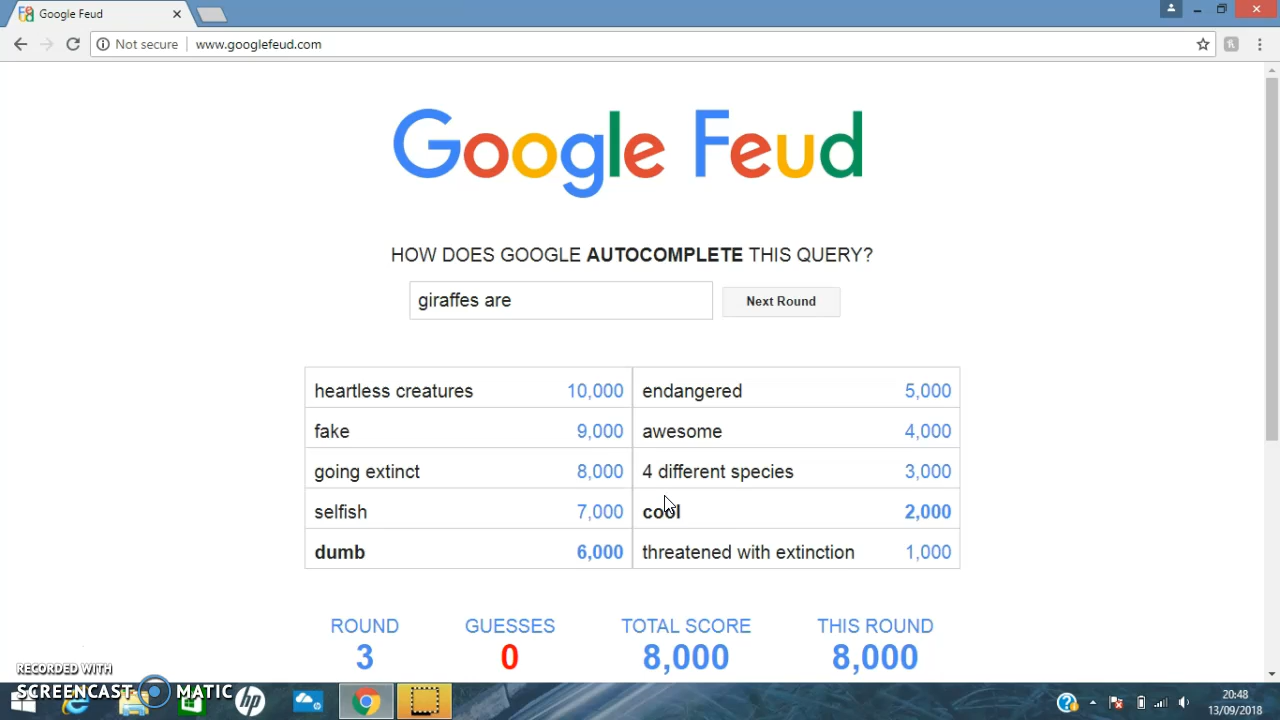 Google Feud
Not secure
www.googlefeud.com
Google Feud
HOW DOES GOOGLE AUTOCOMPLETE THIS QUERY?
giraffes are
Next Round
heartless creatures 10,000 endangered 5,000
fake 9,000 awesome 4,000
going extinct 8,000 4 different species 3,000
selfish 7,000 cool 2,000
dumb 6,000 threatened with extinction 1,000
ROUND GUESSES TOTAL SCORE THIS ROUND
3 0 8,000 8,000
RECORDED WITH
SCREENCAST MATIC
hp
20:48
13/09/2018